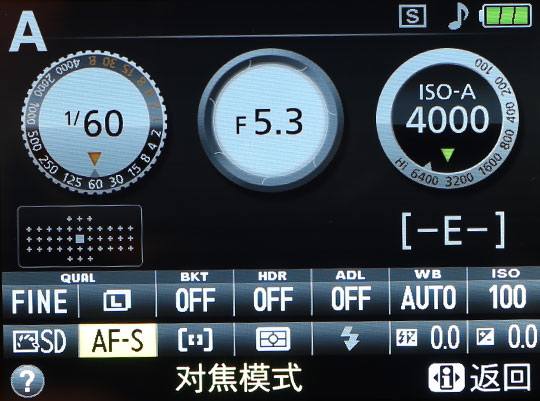 A S
1/60 F5.3 ISO-A 4000
[-E-]
QUAL BKT HDR ADL WB ISO
FINE L OFF OFF OFF AUTO 100
SD AF-S 0.0 0.0
? 对焦模式 返回